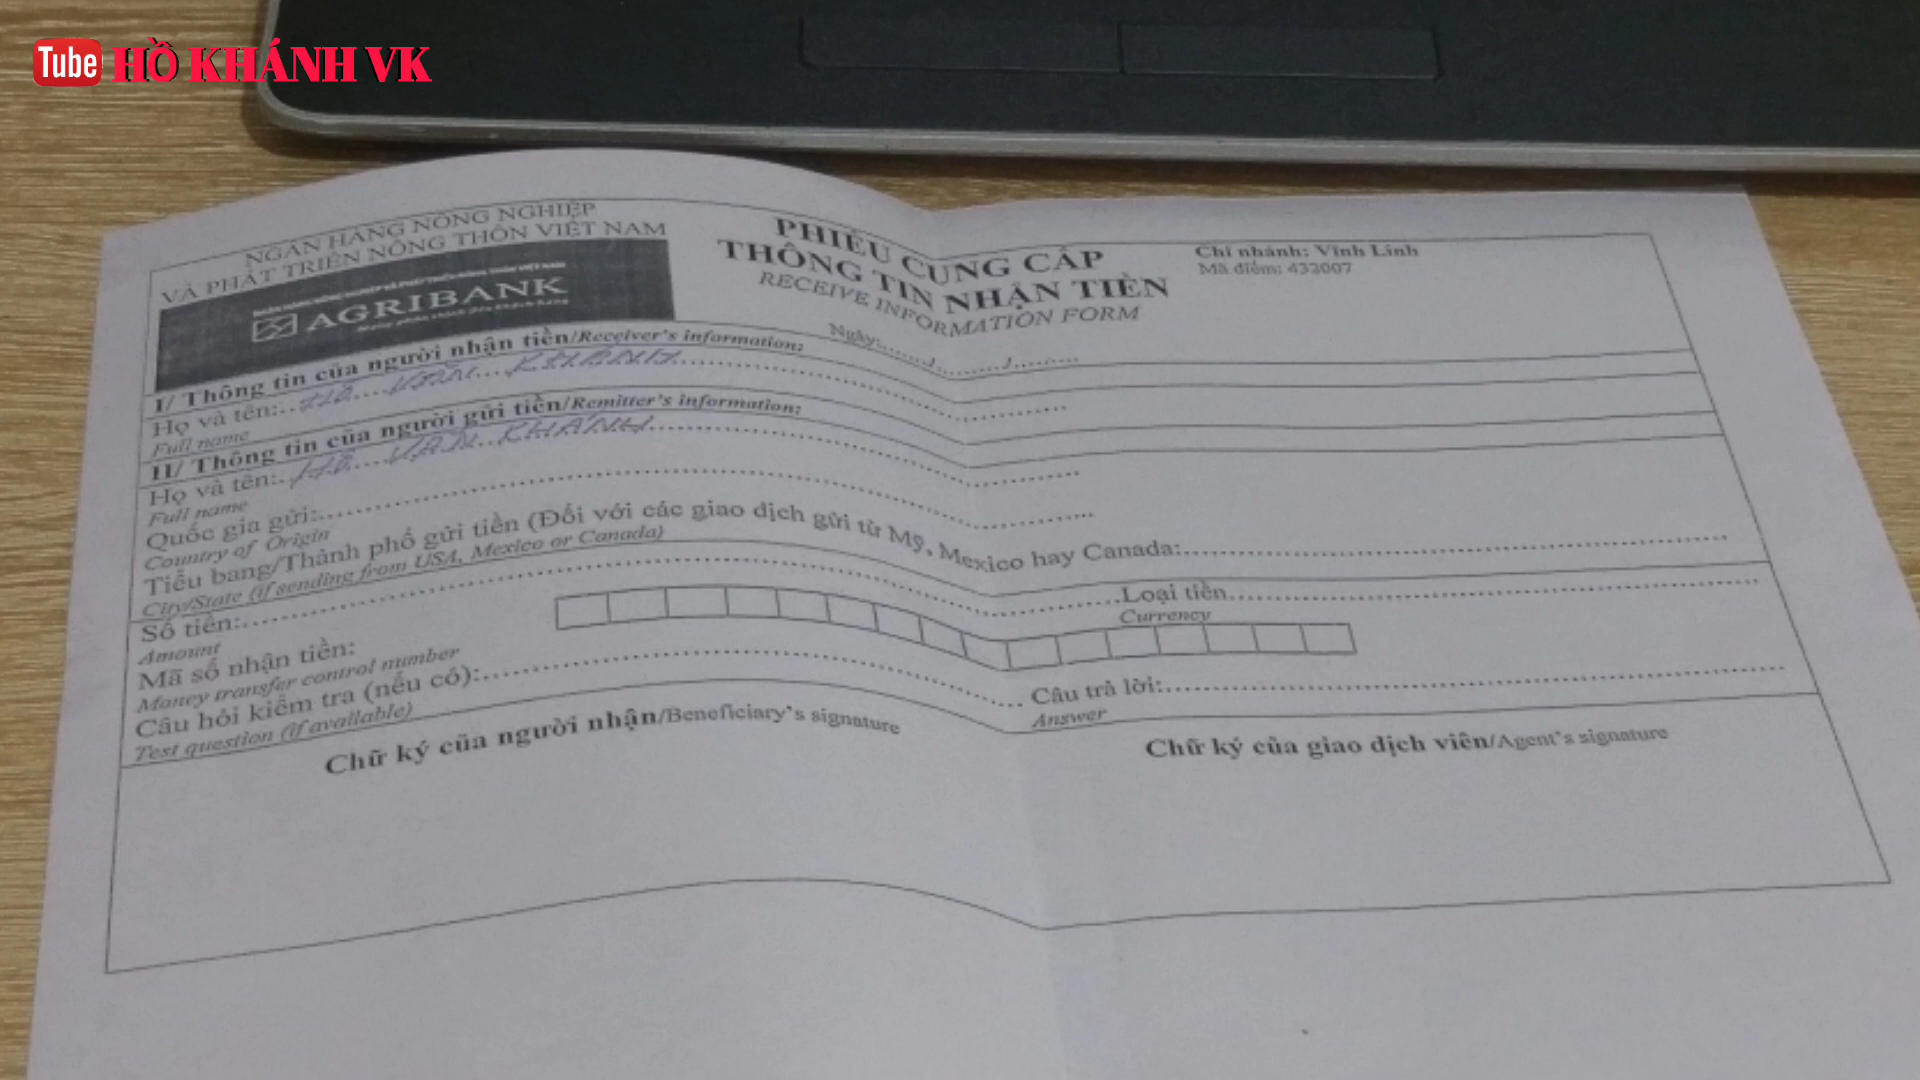 Tube HỒ KHÁNH VK
NGÂN HÀNG NÔNG NGHIỆP
VÀ PHÁT TRIỂN NÔNG THÔN VIỆT NAM
AGRIBANK
PHIẾU CUNG CẤP
THÔNG TIN NHẬN TIỀN
RECEIVE INFORMATION FORM
Chi nhánh: Vĩnh Linh
Mã điểm: 432007
Ngày:......./........./.........
I/ Thông tin của người nhận tiền/Receiver's information:
Họ và tên:...HỒ....VĂN....KHÁNH........
Full name
II/ Thông tin của người gửi tiền/Remitter's information:
Họ và tên:..HỒ....VĂN...KHÁNH........
Full name
Quốc gia gửi:........
Country of Origin
Tiểu bang/Thành phố gửi tiền (Đối với các giao dịch gửi từ Mỹ, Mexico hay Canada:........
City/State (if sending from USA, Mexico or Canada)
Số tiền:........Loại tiền........
Amount Currency
Mã số nhận tiền:
Money transfer control number
Câu hỏi kiểm tra (nếu có):........ Câu trả lời:........
Test question (if available) Answer
Chữ ký của người nhận/Beneficiary's signature Chữ ký của giao dịch viên/Agent's signature